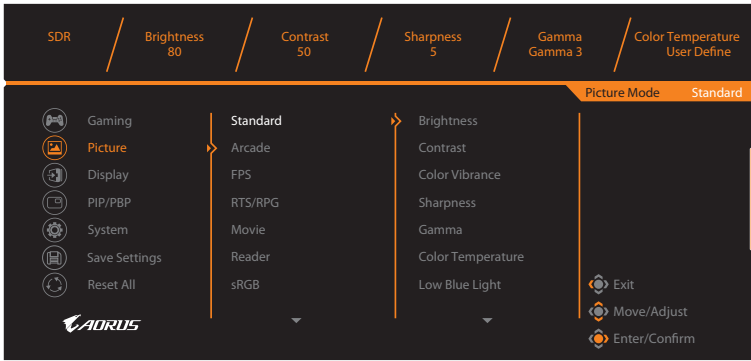 SDR
Brightness
80
Contrast
50
Sharpness
5
Gamma
Gamma 3
Color Temperature
User Define
Picture Mode Standard
Gaming
Picture
Display
PIP/PBP
System
Save Settings
Reset All
Standard
Arcade
FPS
RTS/RPG
Movie
Reader
sRGB
Brightness
Contrast
Color Vibrance
Sharpness
Gamma
Color Temperature
Low Blue Light
Exit
Move/Adjust
Enter/Confirm
AORUS